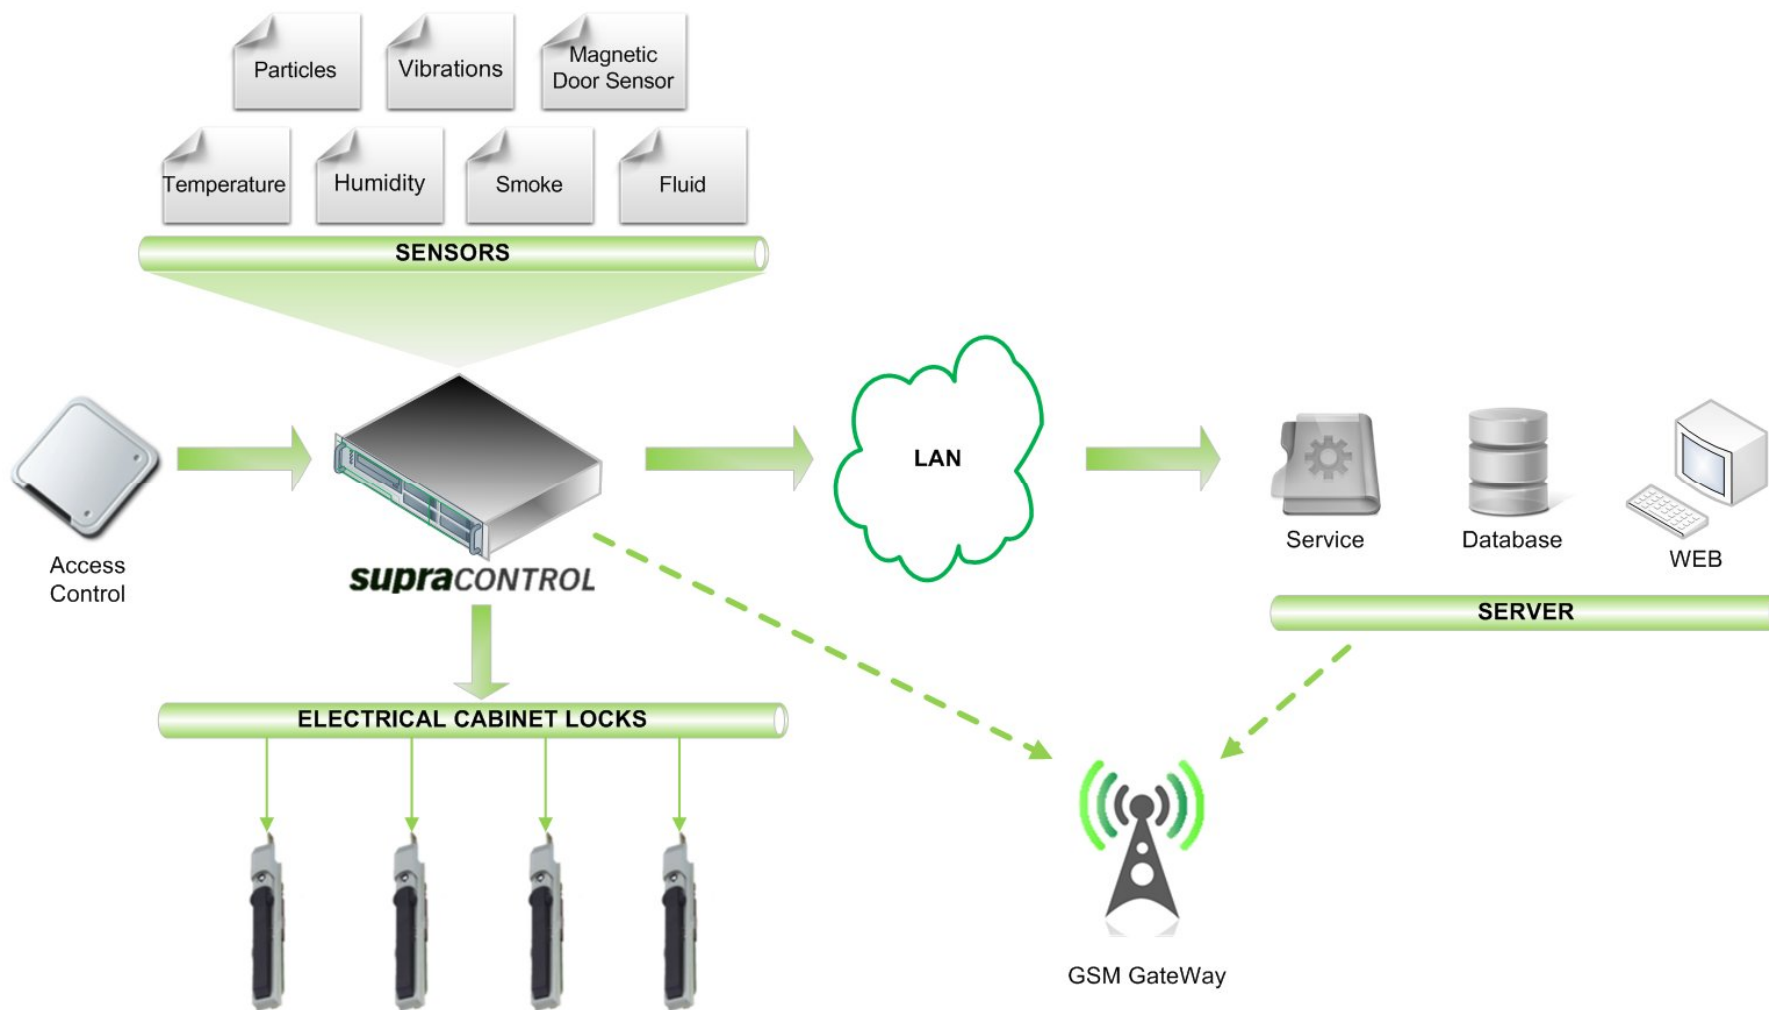 Particles
Vibrations
Magnetic
Door Sensor
Temperature
Humidity
Smoke
Fluid
SENSORS
Access
Control
supraCONTROL
LAN
Service
Database
WEB
SERVER
ELECTRICAL CABINET LOCKS
GSM GateWay